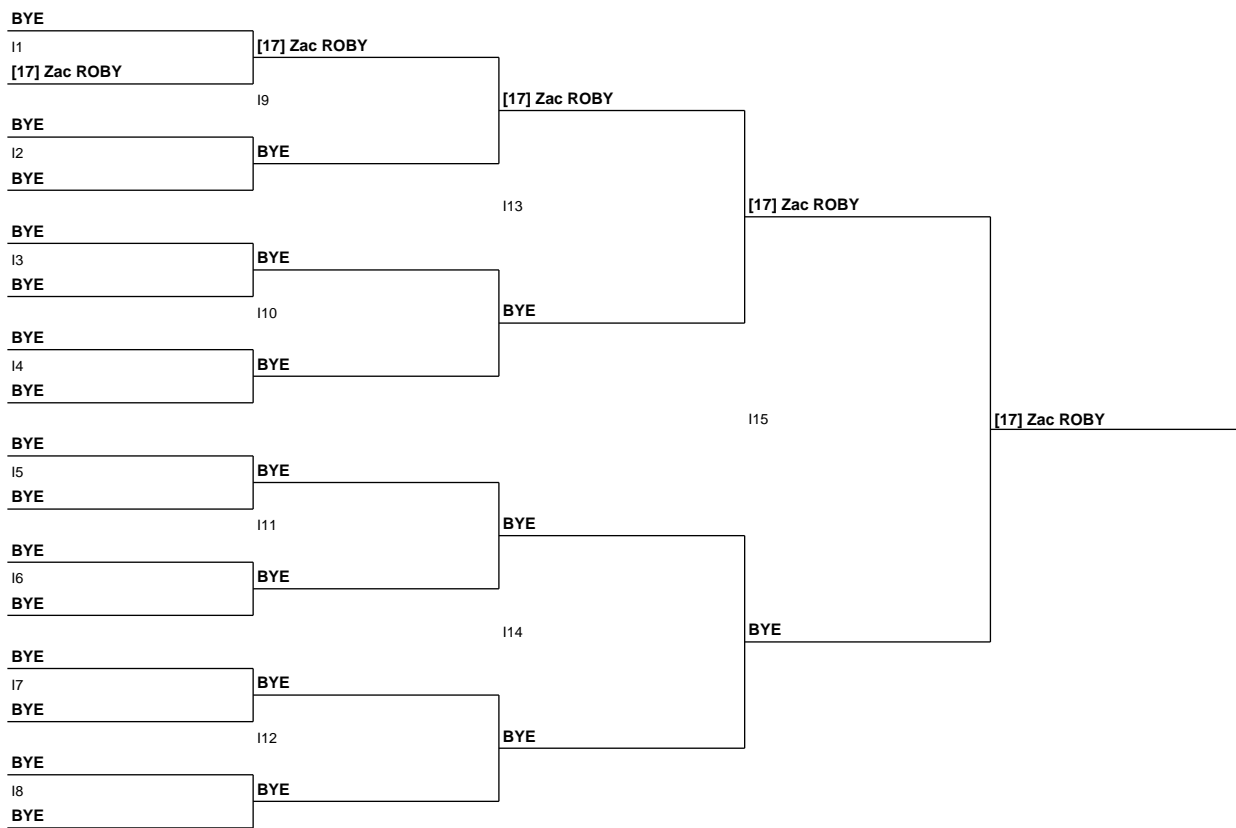 BYE
I1
[17] Zac ROBY
BYE
I2
BYE
BYE
I3
BYE
BYE
I4
BYE
BYE
I5
BYE
BYE
I6
BYE
BYE
I7
BYE
BYE
I8
BYE
[17] Zac ROBY
I9
BYE
BYE
I10
BYE
BYE
I11
BYE
BYE
I12
BYE
[17] Zac ROBY
I13
BYE
BYE
I14
BYE
[17] Zac ROBY
I15
BYE
[17] Zac ROBY